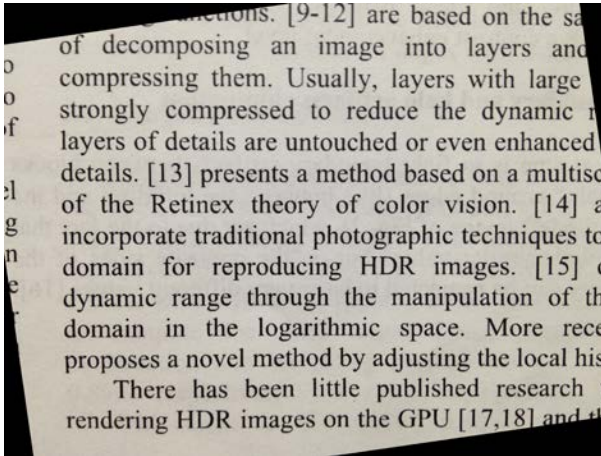 functions. [9-12] are based on the
of decomposing an image into layers and
compressing them. Usually, layers with large
strongly compressed to reduce the dynamic
layers of details are untouched or even enhanced
details. [13] presents a method based on a multisc
of the Retinex theory of color vision. [14] a
incorporate traditional photographic techniques to
domain for reproducing HDR images. [15]
dynamic range through the manipulation of th
domain in the logarithmic space. More rece
proposes a novel method by adjusting the local his
There has been little published research
rendering HDR images on the GPU [17,18] and